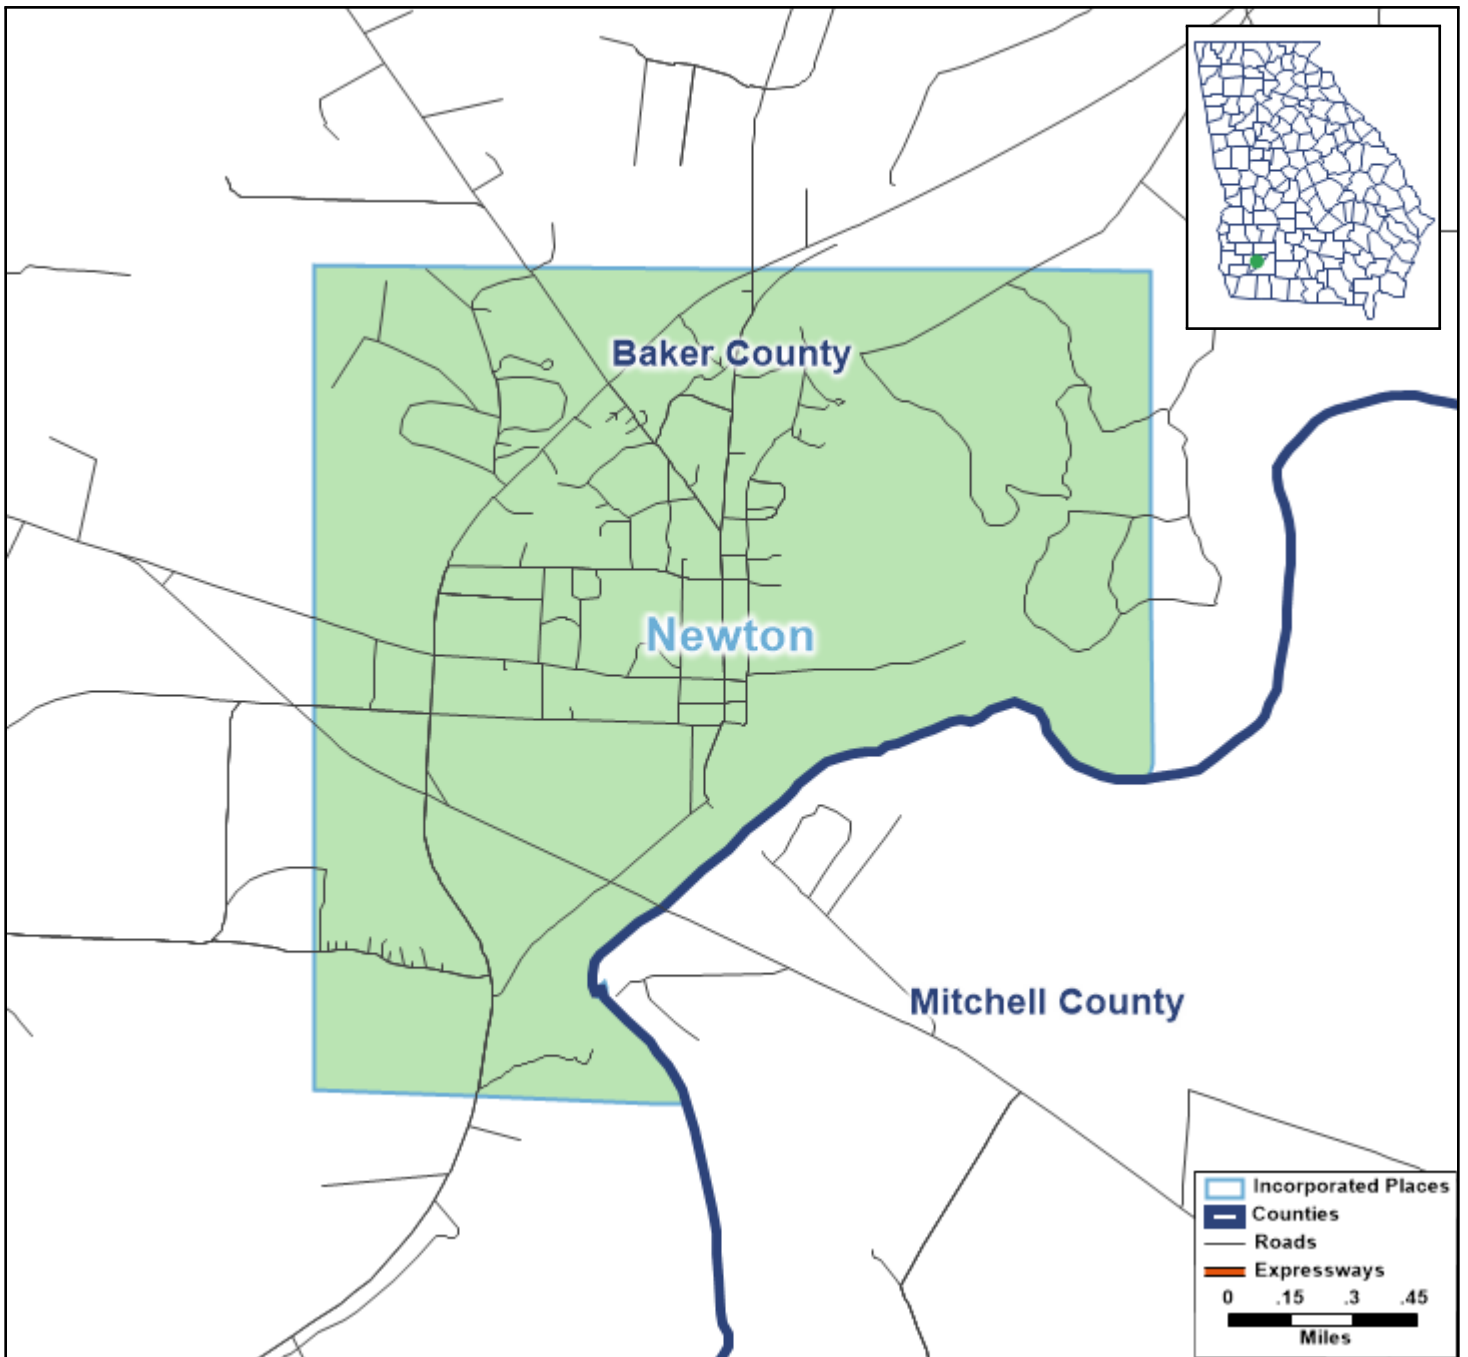 Baker County
Newton
Mitchell County
Incorporated Places
Counties
Roads
Expressways
0 .15 .3 .45
Miles